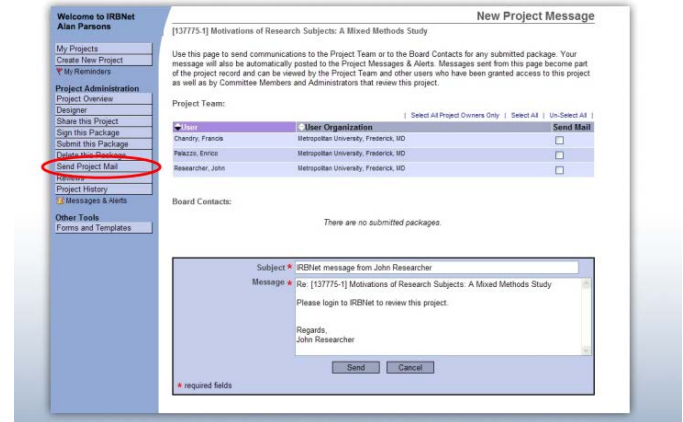 Welcome to IRBNet
Alan Parsons
My Projects
Create New Project
My Reminders
Project Administration
Project Overview
Designer
Share this Project
Sign this Package
Submit this Package
Delete this Package
Send Project Mail
Reviews
Project History
Messages & Alerts
Other Tools
Forms and Templates
New Project Message
[137775-1] Motivations of Research Subjects: A Mixed Methods Study
Use this page to send communications to the Project Team or to the Board Contacts for any submitted package. Your
message will also be automatically posted to the Project Messages & Alerts. Messages sent from this page become part
of the project record and can be viewed by the Project Team and other users who have been granted access to this project
as well as by Committee Members and Administrators that review this project.
Project Team:
| Select All Project Owners Only | Select All | Un-Select All |
User User Organization Send Mail
Chandry, Francis Metropolitan University, Frederick, MD
Palazzo, Enrico Metropolitan University, Frederick, MD
Researcher, John Metropolitan University, Frederick, MD
Board Contacts:
There are no submitted packages.
Subject * IRBNet message from John Researcher
Message * Re: [137775-1] Motivations of Research Subjects: A Mixed Methods Study
Please login to IRBNet to review this project.
Regards,
John Researcher
Send Cancel
* required fields